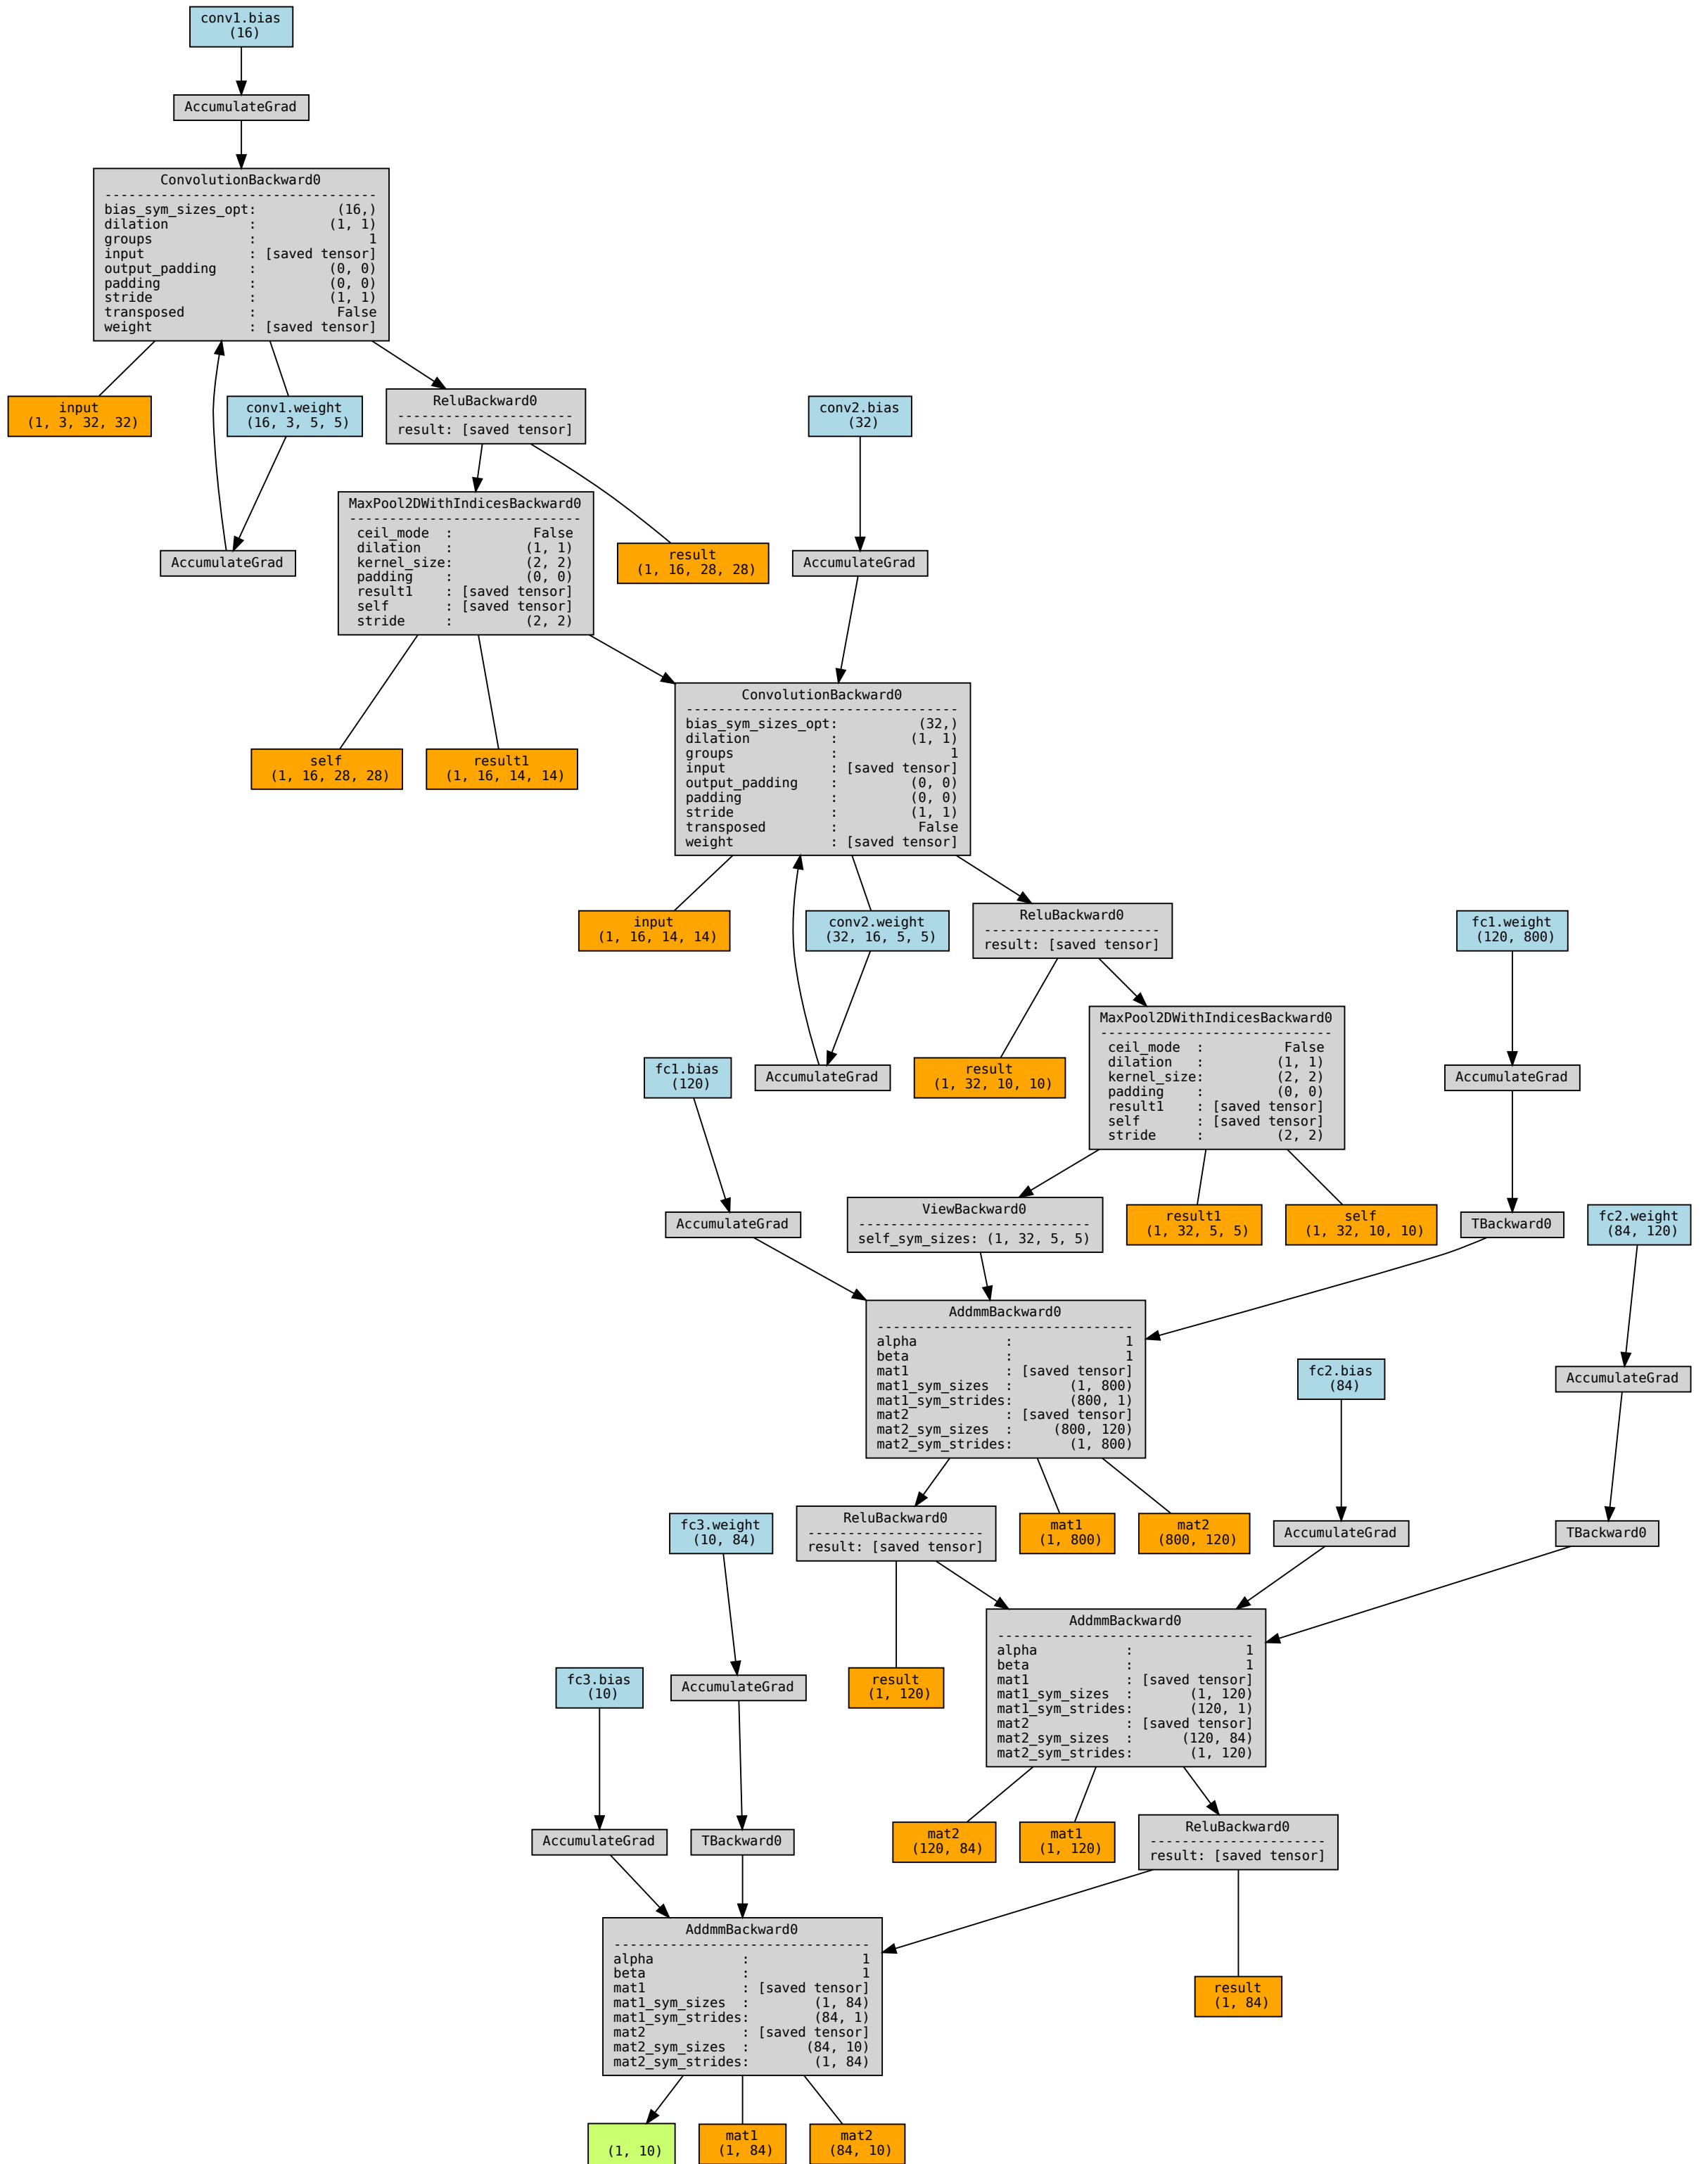 conv1.bias
(16)
AccumulateGrad
ConvolutionBackward0
----------------------------------
bias_sym_sizes_opt:          (16,)
dilation          :         (1, 1)
groups            :              1
input             : [saved tensor]
output_padding    :         (0, 0)
padding           :         (0, 0)
stride            :         (1, 1)
transposed        :          False
weight            : [saved tensor]
input
(1, 3, 32, 32)
conv1.weight
(16, 3, 5, 5)
ReluBackward0
----------------------
result: [saved tensor]
conv2.bias
(32)
MaxPool2DWithIndicesBackward0
-----------------------------
ceil_mode  :          False
dilation   :         (1, 1)
kernel_size:         (2, 2)
padding    :         (0, 0)
result1    : [saved tensor]
self       : [saved tensor]
stride     :         (2, 2)
AccumulateGrad
result
(1, 16, 28, 28)
AccumulateGrad
ConvolutionBackward0
----------------------------------
bias_sym_sizes_opt:          (32,)
dilation          :         (1, 1)
groups            :              1
input             : [saved tensor]
output_padding    :         (0, 0)
padding           :         (0, 0)
stride            :         (1, 1)
transposed        :          False
weight            : [saved tensor]
self
(1, 16, 28, 28)
result1
(1, 16, 14, 14)
input
(1, 16, 14, 14)
conv2.weight
(32, 16, 5, 5)
ReluBackward0
----------------------
result: [saved tensor]
fc1.weight
(120, 800)
MaxPool2DWithIndicesBackward0
-----------------------------
ceil_mode  :          False
dilation   :         (1, 1)
kernel_size:         (2, 2)
padding    :         (0, 0)
result1    : [saved tensor]
self       : [saved tensor]
stride     :         (2, 2)
fc1.bias
(120)
AccumulateGrad
result
(1, 32, 10, 10)
AccumulateGrad
AccumulateGrad
ViewBackward0
-----------------------------
self_sym_sizes: (1, 32, 5, 5)
result1
(1, 32, 5, 5)
self
(1, 32, 10, 10)
TBackward0
fc2.weight
(84, 120)
AddmmBackward0
--------------------------------
alpha           :              1
beta            :              1
mat1            : [saved tensor]
mat1_sym_sizes  :       (1, 800)
mat1_sym_strides:       (800, 1)
mat2            : [saved tensor]
mat2_sym_sizes  :     (800, 120)
mat2_sym_strides:       (1, 800)
fc2.bias
(84)
AccumulateGrad
fc3.weight
(10, 84)
ReluBackward0
----------------------
result: [saved tensor]
mat1
(1, 800)
mat2
(800, 120)
AccumulateGrad
TBackward0
AddmmBackward0
--------------------------------
alpha           :              1
beta            :              1
mat1            : [saved tensor]
mat1_sym_sizes  :       (1, 120)
mat1_sym_strides:       (120, 1)
mat2            : [saved tensor]
mat2_sym_sizes  :      (120, 84)
mat2_sym_strides:       (1, 120)
fc3.bias
(10)
AccumulateGrad
result
(1, 120)
AccumulateGrad
TBackward0
mat2
(120, 84)
mat1
(1, 120)
ReluBackward0
----------------------
result: [saved tensor]
AddmmBackward0
--------------------------------
alpha           :              1
beta            :              1
mat1            : [saved tensor]
mat1_sym_sizes  :        (1, 84)
mat1_sym_strides:        (84, 1)
mat2            : [saved tensor]
mat2_sym_sizes  :       (84, 10)
mat2_sym_strides:        (1, 84)
result
(1, 84)
(1, 10)
mat1
(1, 84)
mat2
(84, 10)